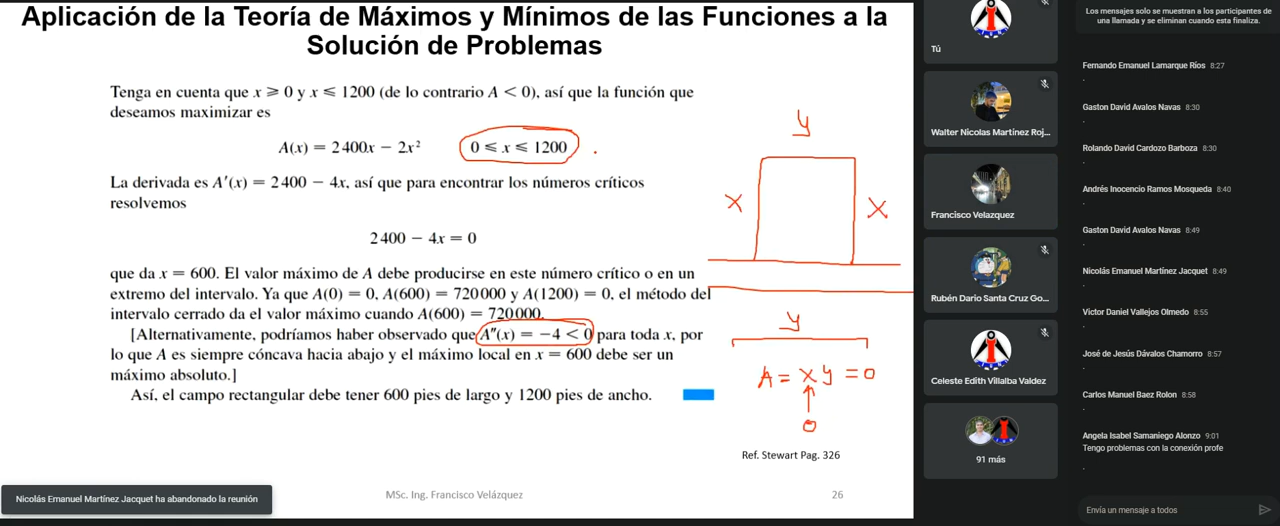 Aplicación de la Teoría de Máximos y Mínimos de las Funciones a la
Solución de Problemas
Tenga en cuenta que x ≥ 0 y x ≤ 1200 (de lo contrario A < 0), así que la función que
deseamos maximizar es
A(x) = 2400x − 2x² 0 ≤ x ≤ 1200
La derivada es A′(x) = 2400 − 4x, así que para encontrar los números críticos
resolvemos
2400 − 4x = 0
que da x = 600. El valor máximo de A debe producirse en este número crítico o en un
extremo del intervalo. Ya que A(0) = 0, A(600) = 720000 y A(1200) = 0, el método del
intervalo cerrado da el valor máximo cuando A(600) = 720000.
[Alternativamente, podríamos haber observado que A″(x) = −4 < 0 para toda x, por
lo que A es siempre cóncava hacia abajo y el máximo local en x = 600 debe ser un
máximo absoluto.]
Así, el campo rectangular debe tener 600 pies de largo y 1200 pies de ancho.
y
x x
y
A = x y = 0
0
Ref. Stewart Pag. 326
MSc. Ing. Francisco Velázquez 26
Nicolás Emanuel Martínez Jacquet ha abandonado la reunión
Tú
Walter Nicolas Martínez Roj...
Francisco Velazquez
Rubén Dario Santa Cruz Go...
Celeste Edith Villalba Valdez
91 más
Los mensajes solo se muestran a los participantes de
una llamada y se eliminan cuando esta finaliza.
Fernando Emanuel Lamarque Ríos 8:27
.
Gaston David Avalos Navas 8:30
.
Rolando David Cardozo Barboza 8:30
.
Andrés Inocencio Ramos Mosqueda 8:40
.
Gaston David Avalos Navas 8:49
.
Nicolás Emanuel Martínez Jacquet 8:49
.
Victor Daniel Vallejos Olmedo 8:55
.
José de Jesús Dávalos Chamorro 8:57
.
Carlos Manuel Baez Rolon 8:58
.
Angela Isabel Samaniego Alonzo 9:01
Tengo problemas con la conexión profe
.
Envía un mensaje a todos